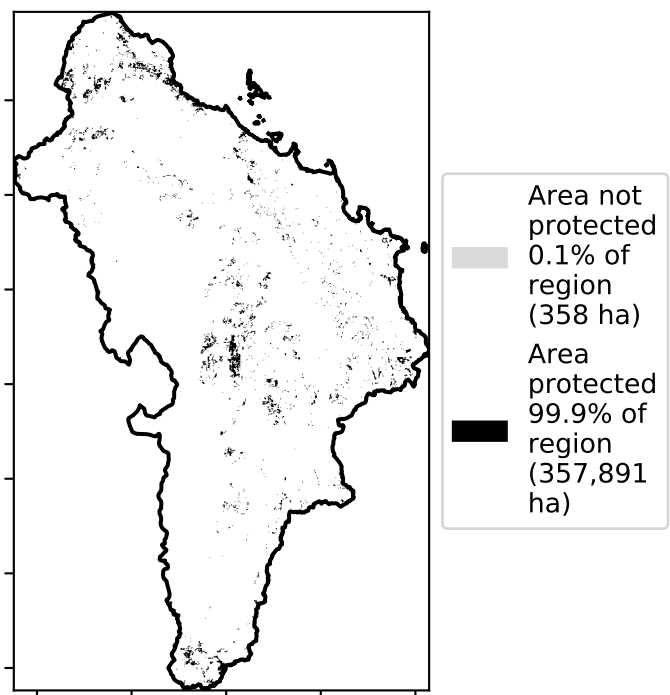 Area not
protected
0.1% of
region
(358 ha)
Area
protected
99.9% of
region
(357,891
ha)